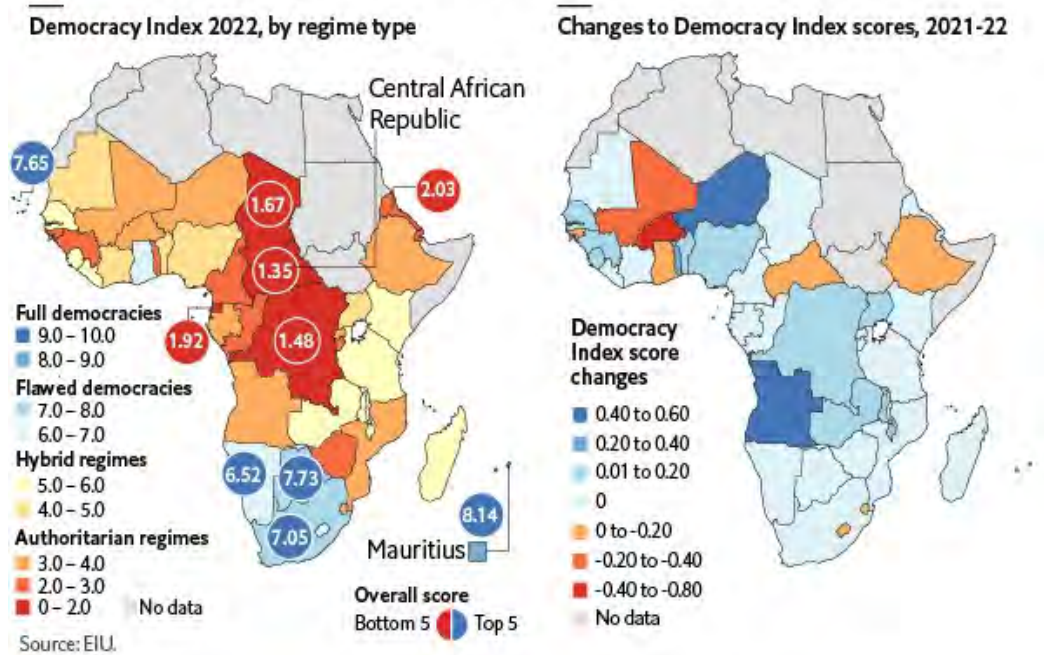 Democracy Index 2022, by regime type
Central African
Republic
7.65
2.03
1.67
1.35
1.92
1.48
6.52
7.73
7.05
8.14
Mauritius
Full democracies
9.0 – 10.0
8.0 – 9.0
Flawed democracies
7.0 – 8.0
6.0 – 7.0
Hybrid regimes
5.0 – 6.0
4.0 – 5.0
Authoritarian regimes
3.0 – 4.0
2.0 – 3.0
0 – 2.0
No data
Overall score
Bottom 5 Top 5
Source: EIU.
Changes to Democracy Index scores, 2021-22
Democracy
Index score
changes
0.40 to 0.60
0.20 to 0.40
0.01 to 0.20
0
0 to -0.20
-0.20 to -0.40
-0.40 to -0.80
No data